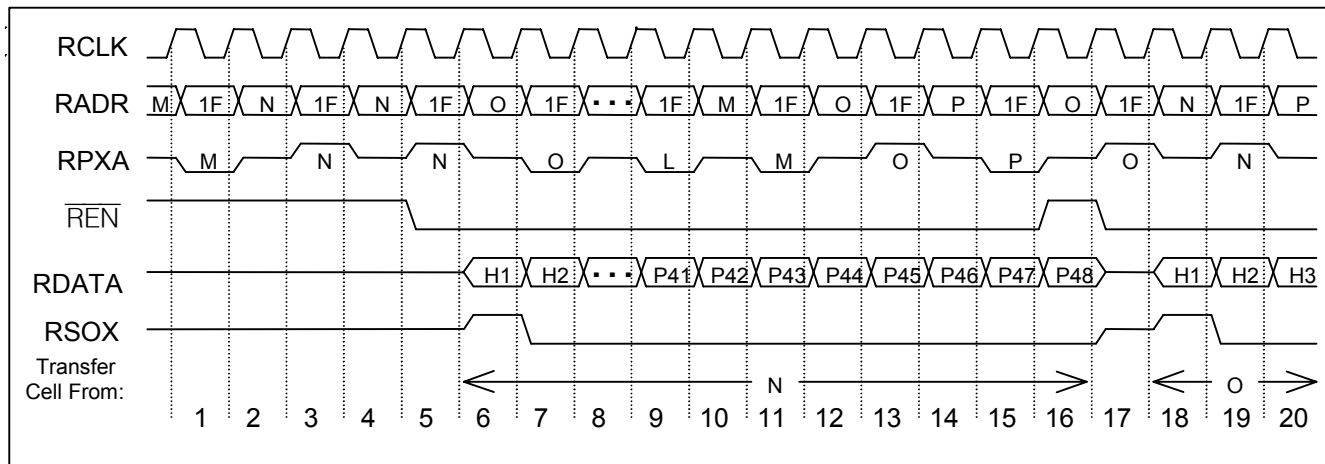 RCLK
RADR M 1F N 1F N 1F O 1F ··· 1F M 1F O 1F P 1F O 1F N 1F P
RPXA M N N O L M O P O N
REN
RDATA H1 H2 ··· P41 P42 P43 P44 P45 P46 P47 P48 H1 H2 H3
RSOX
Transfer
Cell From: N O
1 2 3 4 5 6 7 8 9 10 11 12 13 14 15 16 17 18 19 20